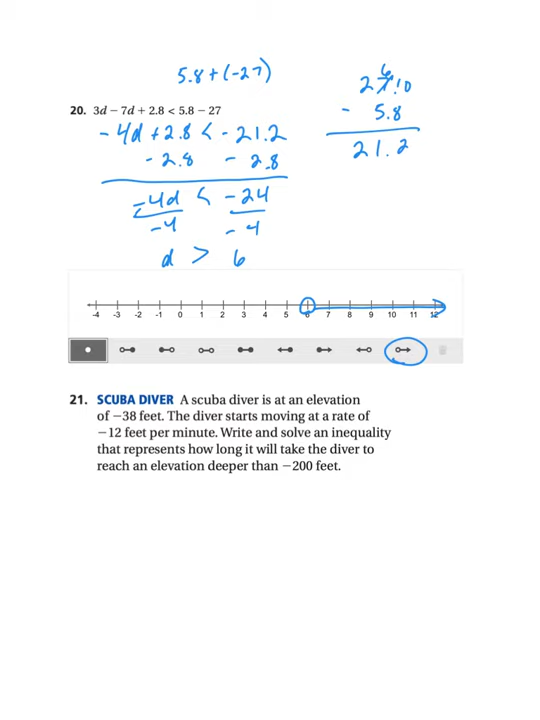 5.8 + (-27)
6
2 7.10
- 5.8
21.2
20. 3d − 7d + 2.8 < 5.8 − 27
- 4d + 2.8 < - 21.2
- 2.8 - 2.8
-4d < -24
-4 -4
d > 6
-4 -3 -2 -1 0 1 2 3 4 5 6 7 8 9 10 11 12
21. SCUBA DIVER A scuba diver is at an elevation
of −38 feet. The diver starts moving at a rate of
−12 feet per minute. Write and solve an inequality
that represents how long it will take the diver to
reach an elevation deeper than −200 feet.